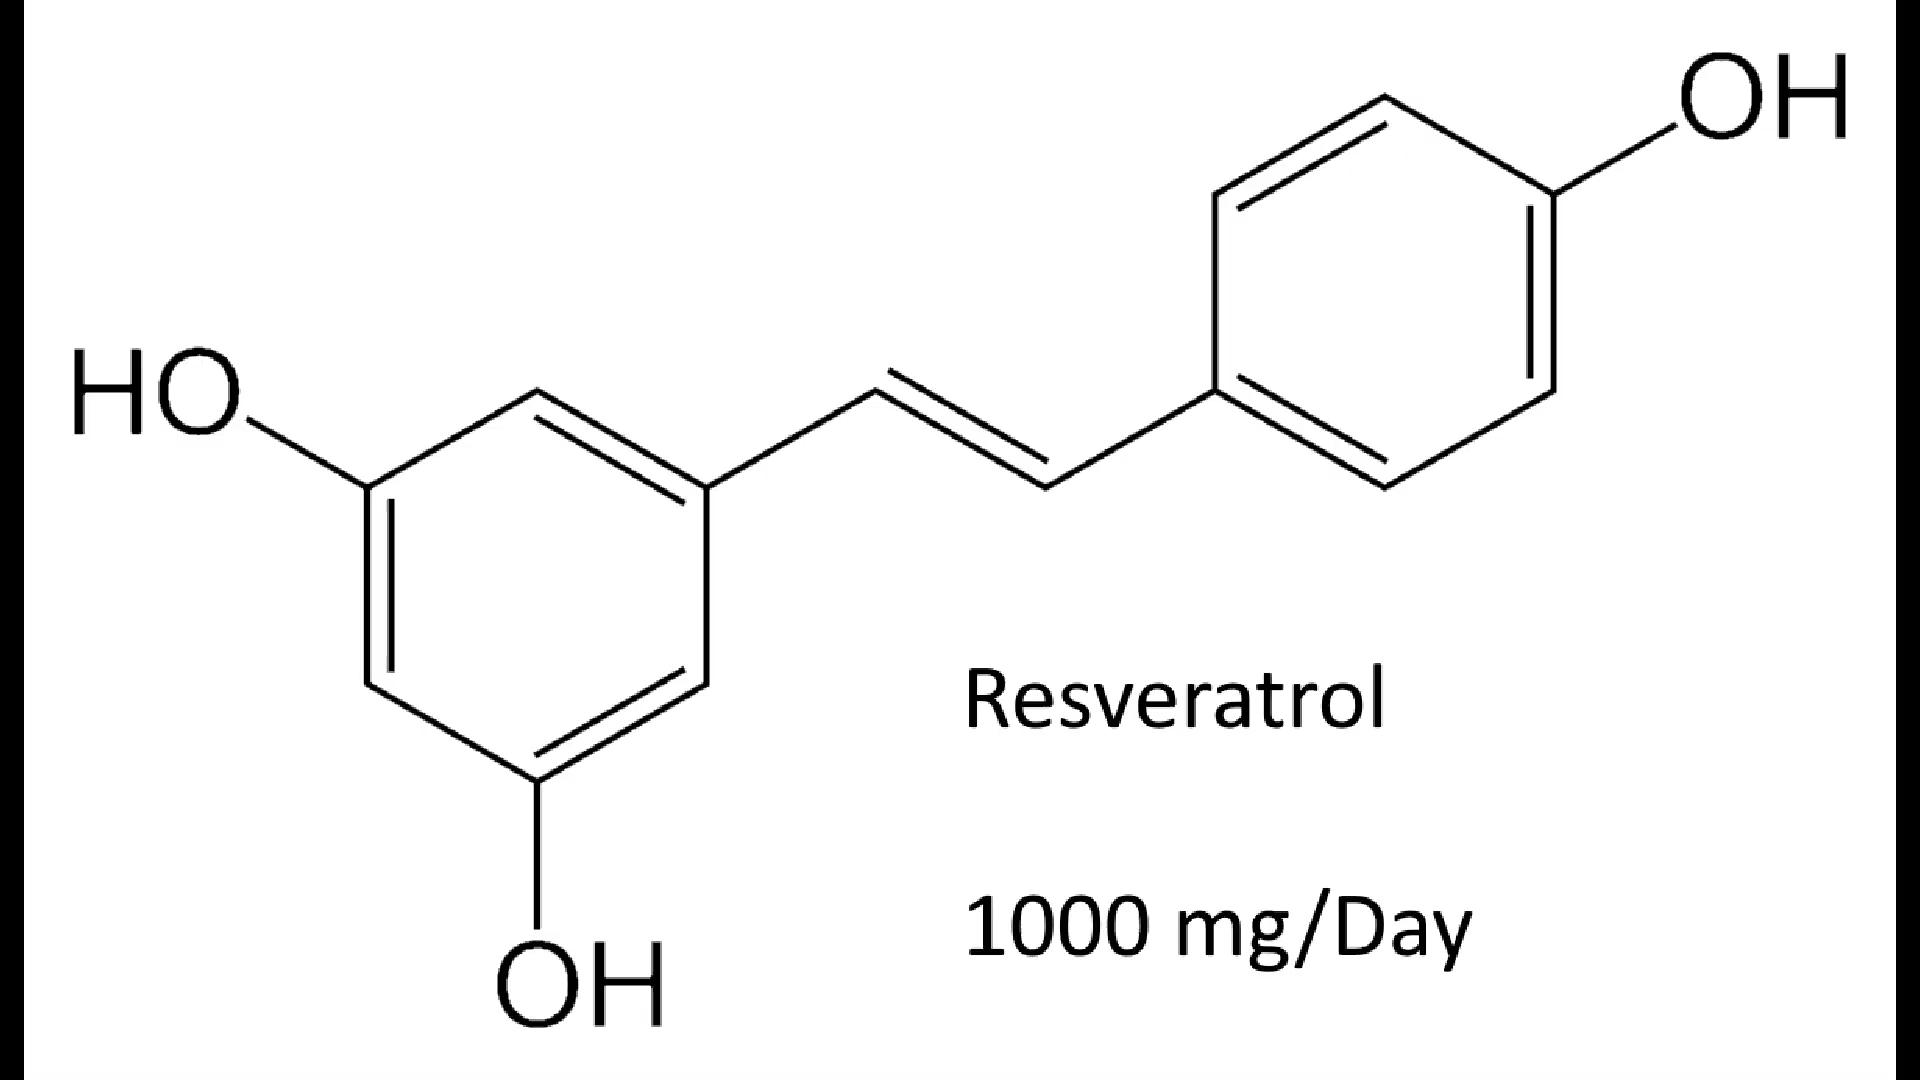 OH
HO
Resveratrol
1000 mg/Day
OH